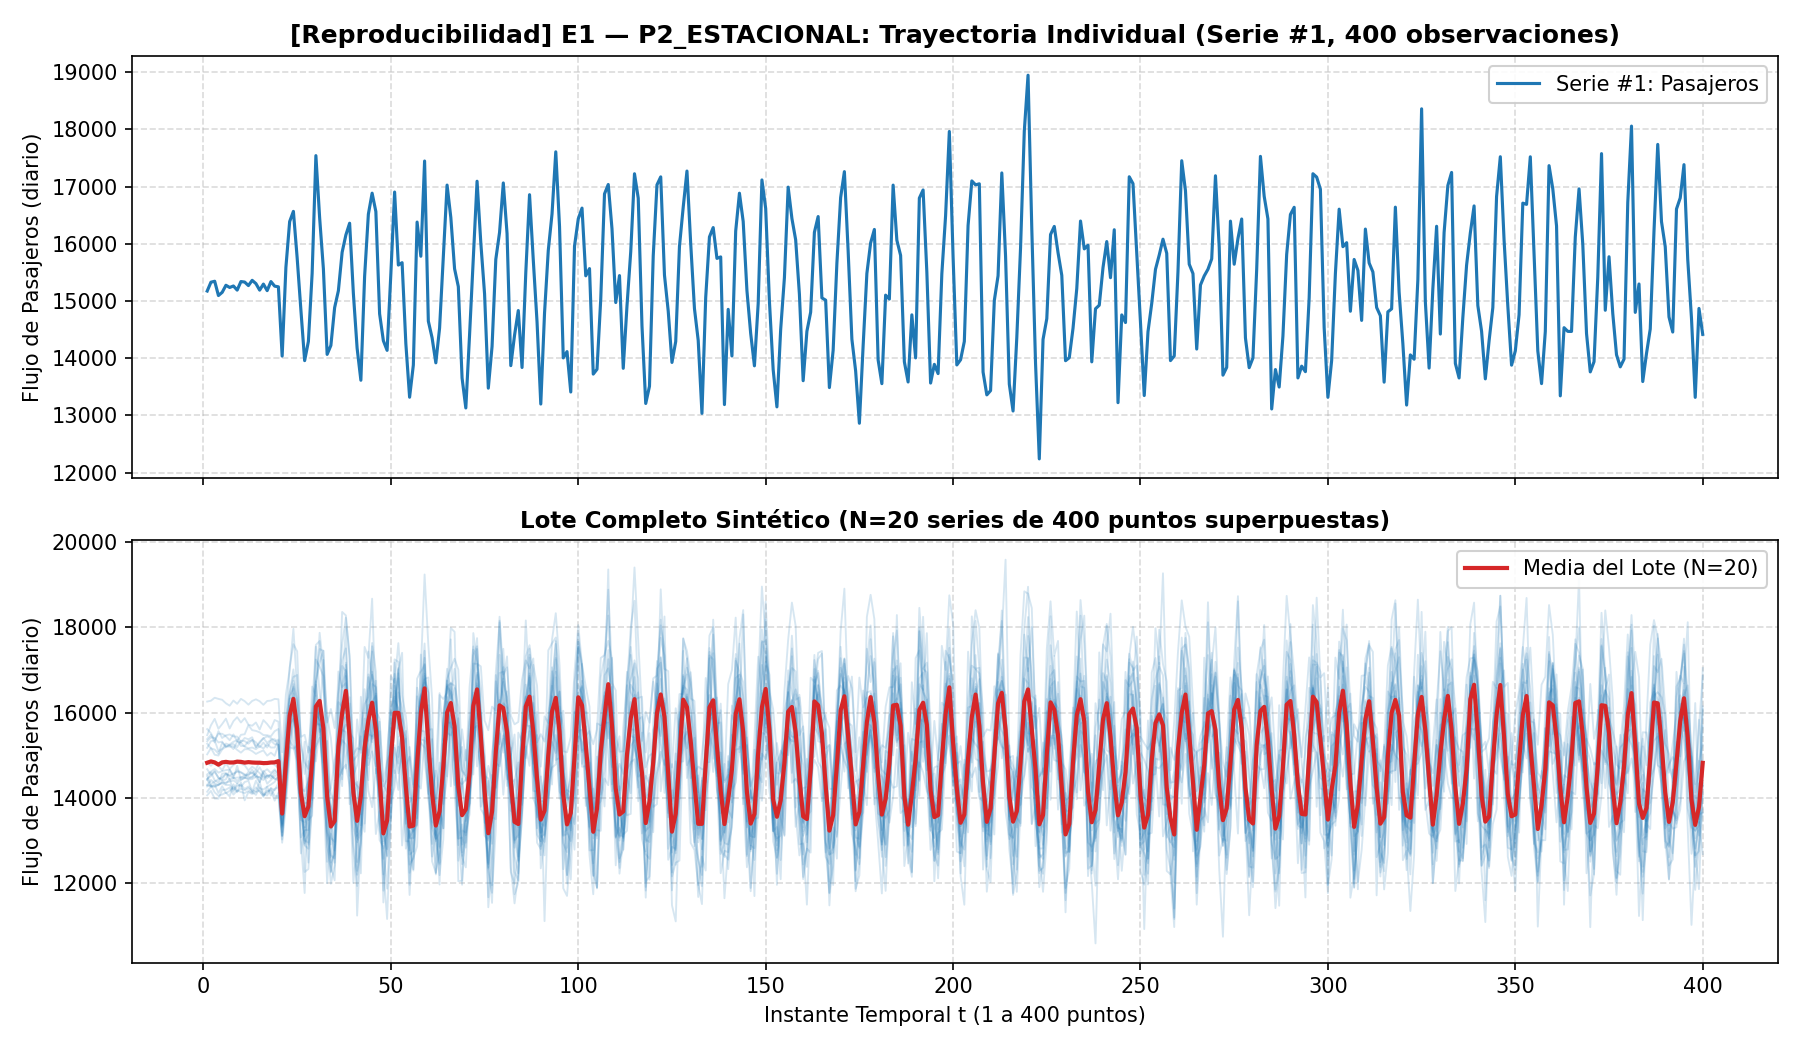 [Reproducibilidad] E1 — P2_ESTACIONAL: Trayectoria Individual (Serie #1, 400 observaciones)
19000
18000
17000
16000
15000
14000
13000
12000
Flujo de Pasajeros (diario)
Serie #1: Pasajeros
Lote Completo Sintético (N=20 series de 400 puntos superpuestas)
20000
18000
16000
14000
12000
Flujo de Pasajeros (diario)
Media del Lote (N=20)
0 50 100 150 200 250 300 350 400
Instante Temporal t (1 a 400 puntos)